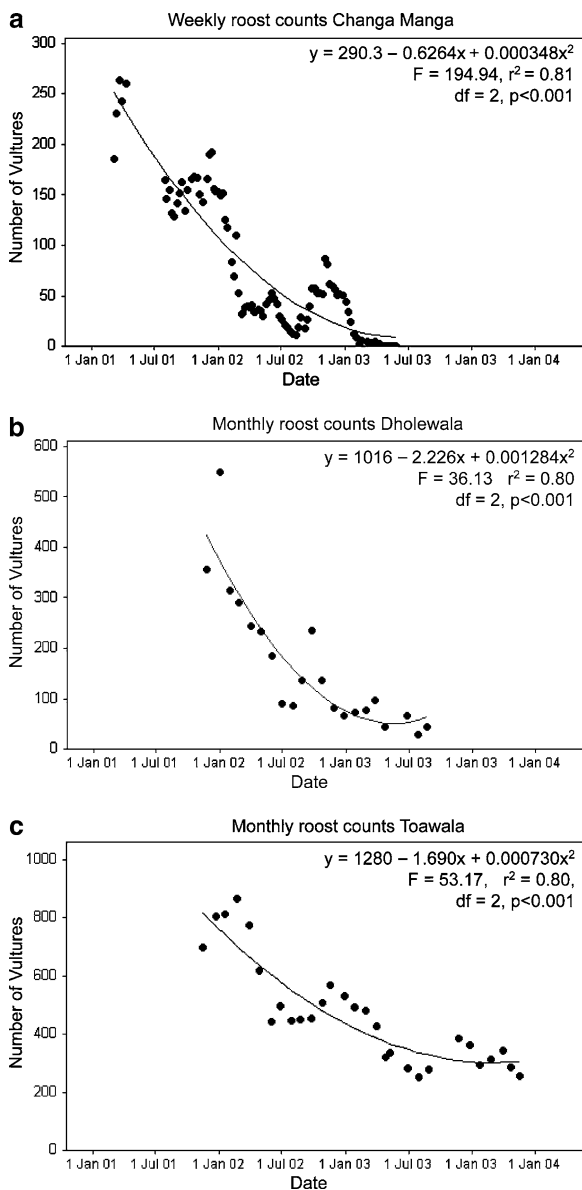 a
Weekly roost counts Changa Manga
y = 290.3 – 0.6264x + 0.000348x²
F = 194.94, r² = 0.81
df = 2, p<0.001
Number of Vultures
300
250
200
150
100
50
0
1 Jan 01 1 Jul 01 1 Jan 02 1 Jul 02 1 Jan 03 1 Jul 03 1 Jan 03 1 Jan 04
Date
b
Monthly roost counts Dholewala
y = 1016 – 2.226x + 0.001284x²
F = 36.13 r² = 0.80
df = 2, p<0.001
Number of Vultures
600
500
400
300
200
100
0
1 Jan 01 1 Jul 01 1 Jan 02 1 Jul 02 1 Jan 03 1 Jul 03 1 Jan 03 1 Jan 04
Date
c
Monthly roost counts Toawala
y = 1280 – 1.690x + 0.000730x²
F = 53.17, r² = 0.80,
df = 2, p<0.001
Number of Vultures
1000
800
600
400
200
0
1 Jan 01 1 Jul 01 1 Jan 02 1 Jul 02 1 Jan 03 1 Jul 03 1 Jan 03 1 Jan 04
Date